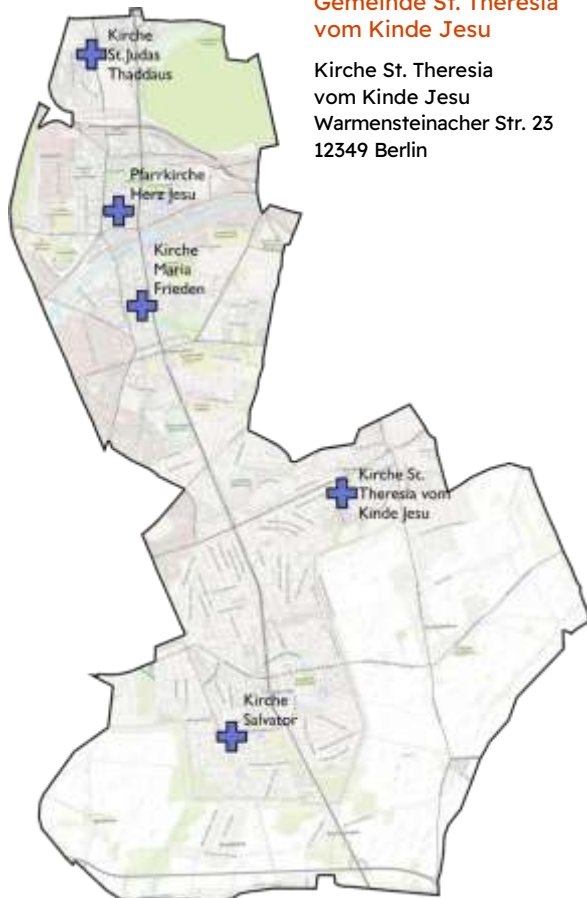 Gemeinde St. Theresia
vom Kinde Jesu
Kirche St. Theresia
vom Kinde Jesu
Warmensteinacher Str. 23
12349 Berlin
Kirche
St. Judas
Thaddäus
Pfarrkirche
Herz Jesu
Kirche
Maria
Frieden
Kirche St.
Theresia vom
Kinde Jesu
Kirche
Salvator